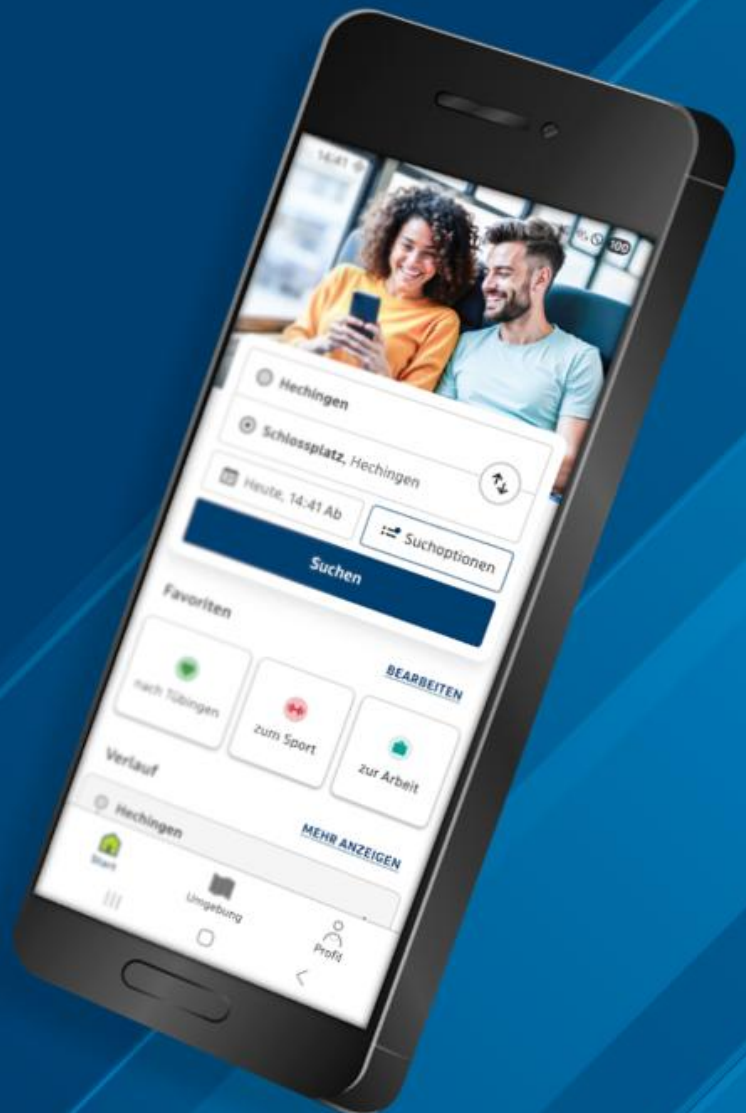 14:41
100
Hechingen
Schlossplatz, Hechingen
Heute, 14:41 Ab
Suchoptionen
Suchen
Favoriten
BEARBEITEN
nach Tübingen
zum Sport
zur Arbeit
Verlauf
MEHR ANZEIGEN
Hechingen
Start
Umgebung
Profil